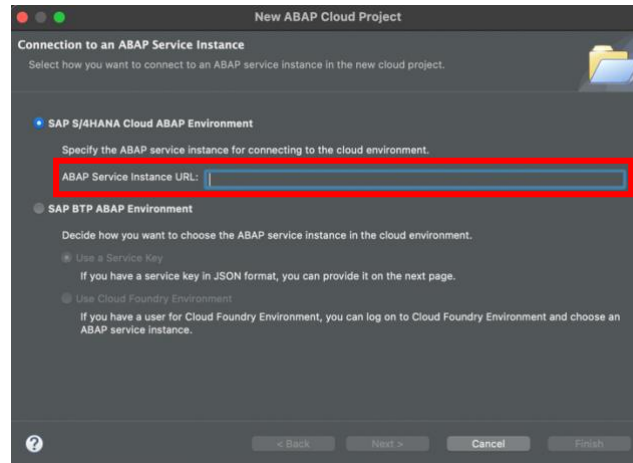 New ABAP Cloud Project
Connection to an ABAP Service Instance
Select how you want to connect to an ABAP service instance in the new cloud project.
SAP S/4HANA Cloud ABAP Environment
Specify the ABAP service instance for connecting to the cloud environment.
ABAP Service Instance URL:
SAP BTP ABAP Environment
Decide how you want to choose the ABAP service instance in the cloud environment.
Use a Service Key
If you have a service key in JSON format, you can provide it on the next page.
Use Cloud Foundry Environment
If you have a user for Cloud Foundry Environment, you can log on to Cloud Foundry Environment and choose an
ABAP service instance.
? < Back Next > Cancel Finish